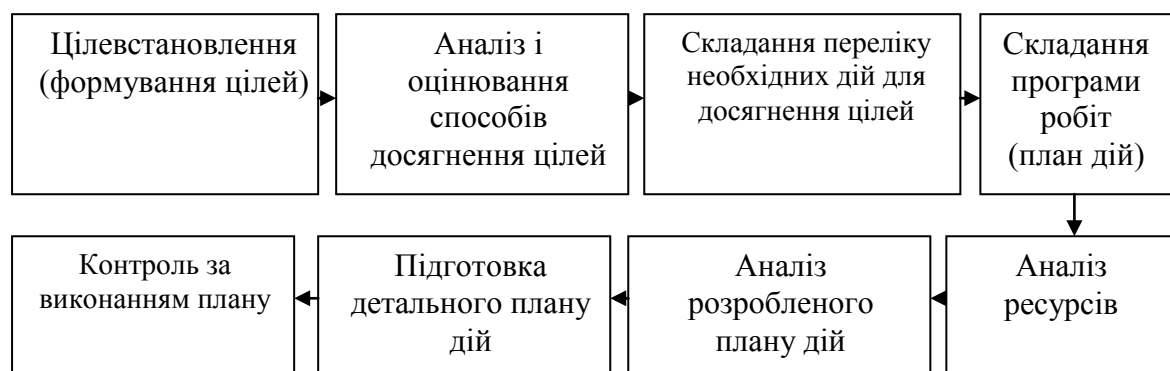 Цілевстановлення
(формування цілей)
Аналіз і
оцінювання
способів
досягнення цілей
Складання переліку
необхідних дій для
досягнення цілей
Складання
програми
робіт
(план дій)
Контроль за
виконанням плану
Підготовка
детального плану
дій
Аналіз
розробленого
плану дій
Аналіз
ресурсів